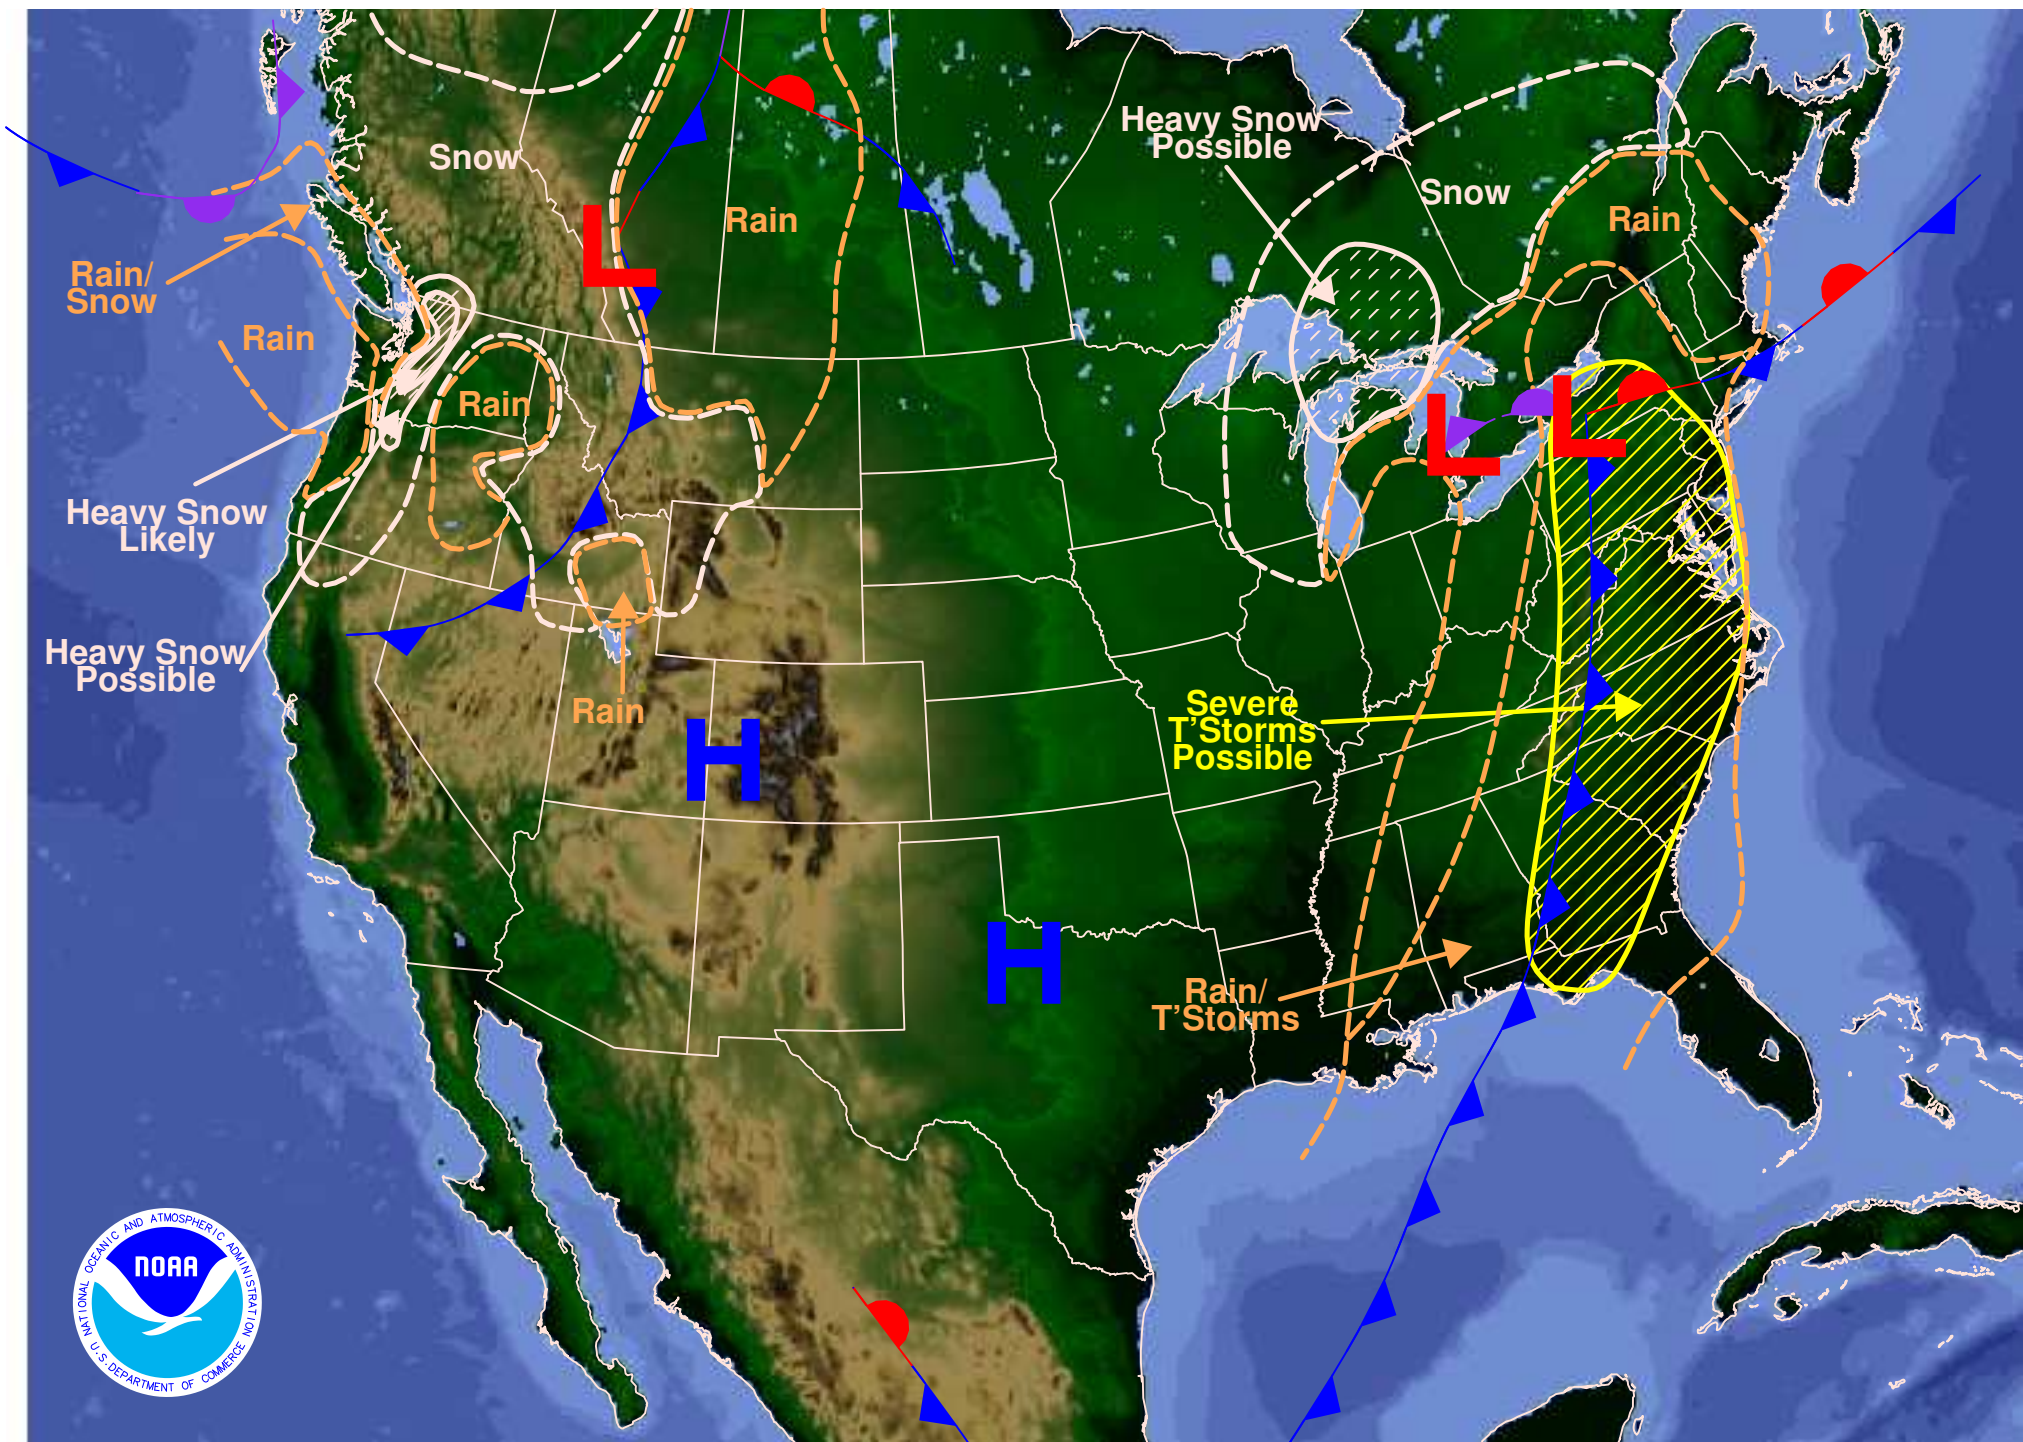 Heavy Snow
Possible
Snow
Snow
Rain
Rain
Rain/
Snow
Rain
Rain
Heavy Snow
Likely
Heavy Snow
Possible
Rain
Severe
T'Storms
Possible
Rain/
T'Storms
L
L
L
H
H
NATIONAL OCEANIC AND ATMOSPHERIC ADMINISTRATION
NOAA
U.S. DEPARTMENT OF COMMERCE